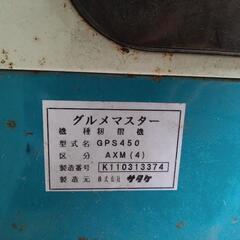 グルメマスター
機種 籾摺機
型式名 GPS450
区分 AXM(4)
製造番号 K110313374
製造元 株式会社 サタケ